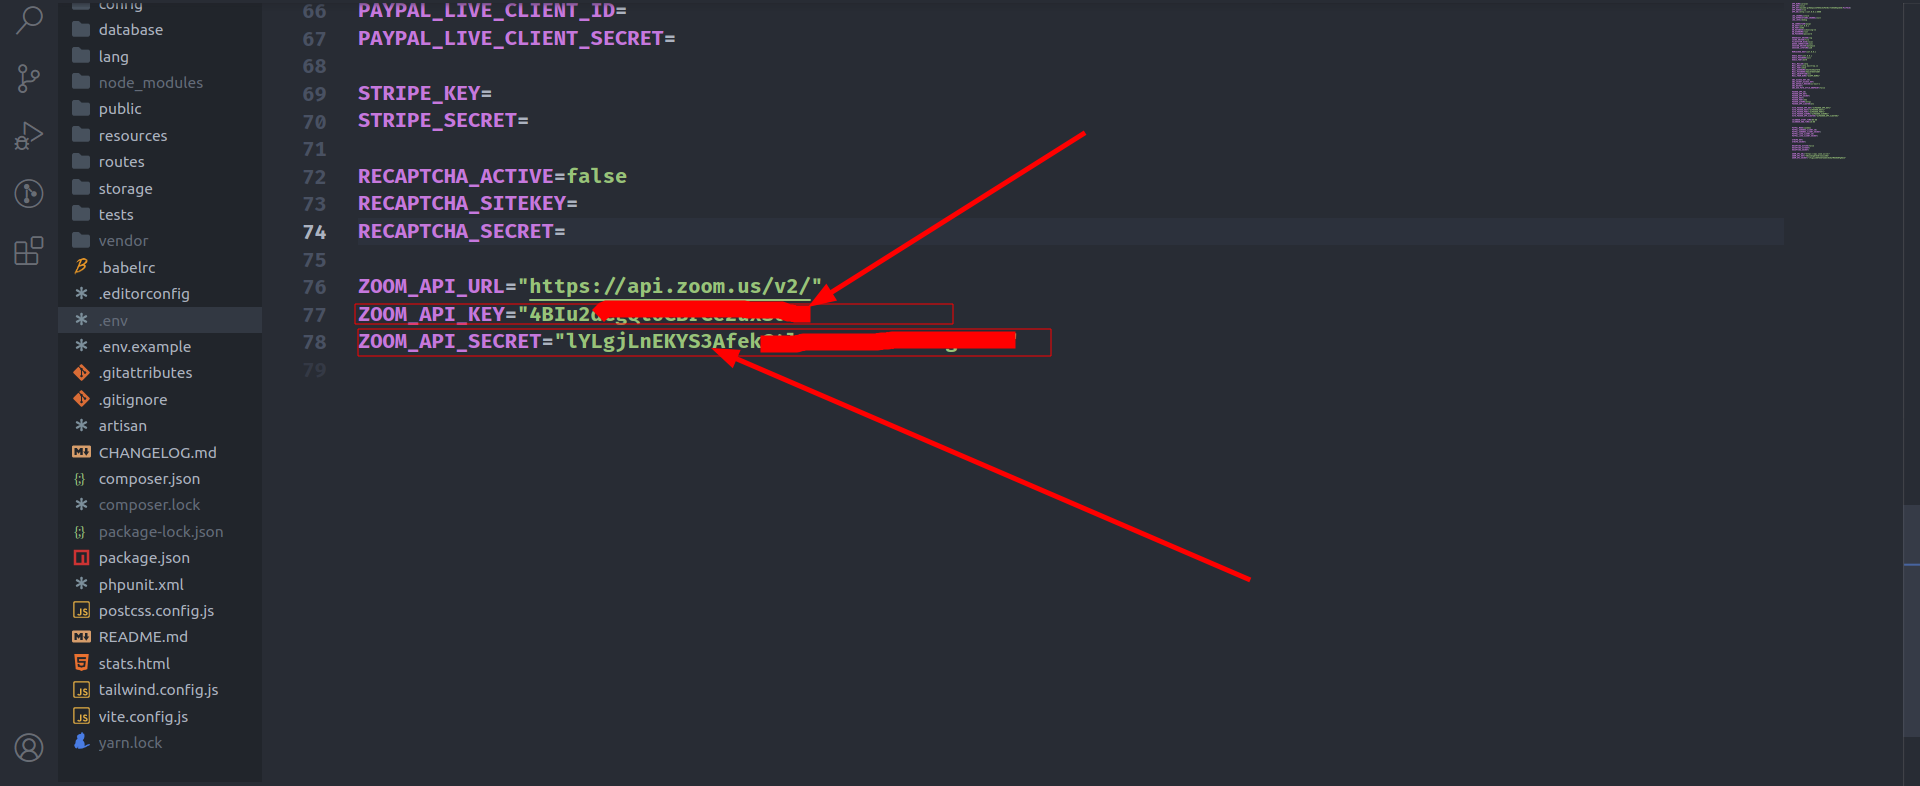 config
database
lang
node_modules
public
resources
routes
storage
tests
vendor
.babelrc
.editorconfig
.env
.env.example
.gitattributes
.gitignore
artisan
CHANGELOG.md
composer.json
composer.lock
package-lock.json
package.json
phpunit.xml
postcss.config.js
README.md
stats.html
tailwind.config.js
vite.config.js
yarn.lock
66 PAYPAL_LIVE_CLIENT_ID=
67 PAYPAL_LIVE_CLIENT_SECRET=
68
69 STRIPE_KEY=
70 STRIPE_SECRET=
71
72 RECAPTCHA_ACTIVE=false
73 RECAPTCHA_SITEKEY=
74 RECAPTCHA_SECRET=
75
76 ZOOM_API_URL="https://api.zoom.us/v2/"
77 ZOOM_API_KEY="4BIu2
78 ZOOM_API_SECRET="lYLgjLnEKYS3Afek
79